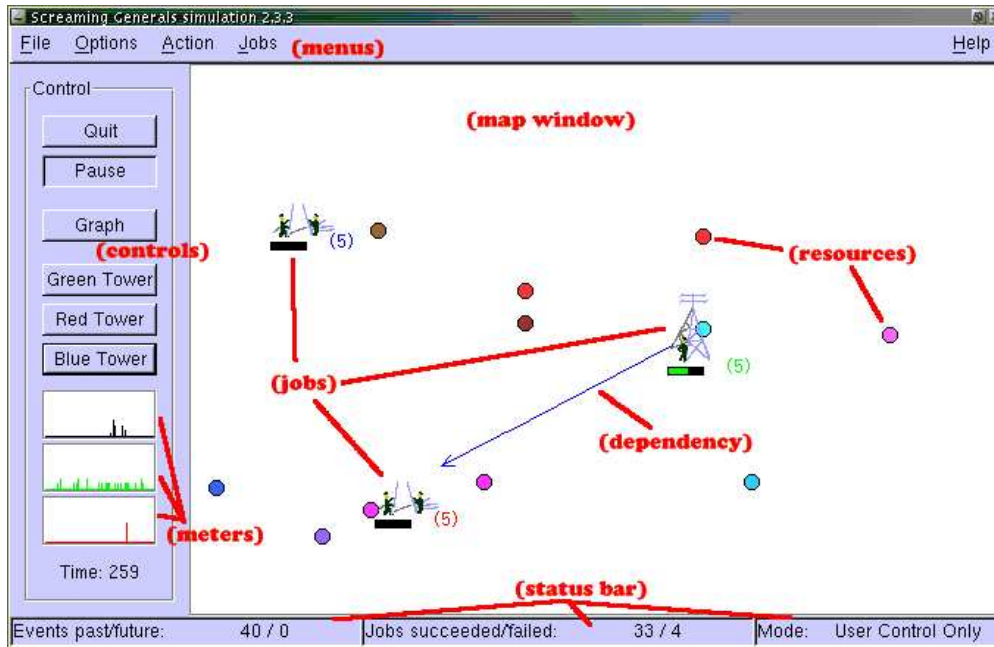 Screaming Generals simulation 2.3.3
File Options Action Jobs (menus) Help
Control
Quit
Pause
Graph
(controls)
Green Tower
Red Tower
Blue Tower
(meters)
Time: 259
(map window)
(5)
(resources)
(5)
(jobs)
(dependency)
(5)
(status bar)
Events past/future: 40 / 0 Jobs succeeded/failed: 33 / 4 Mode: User Control Only